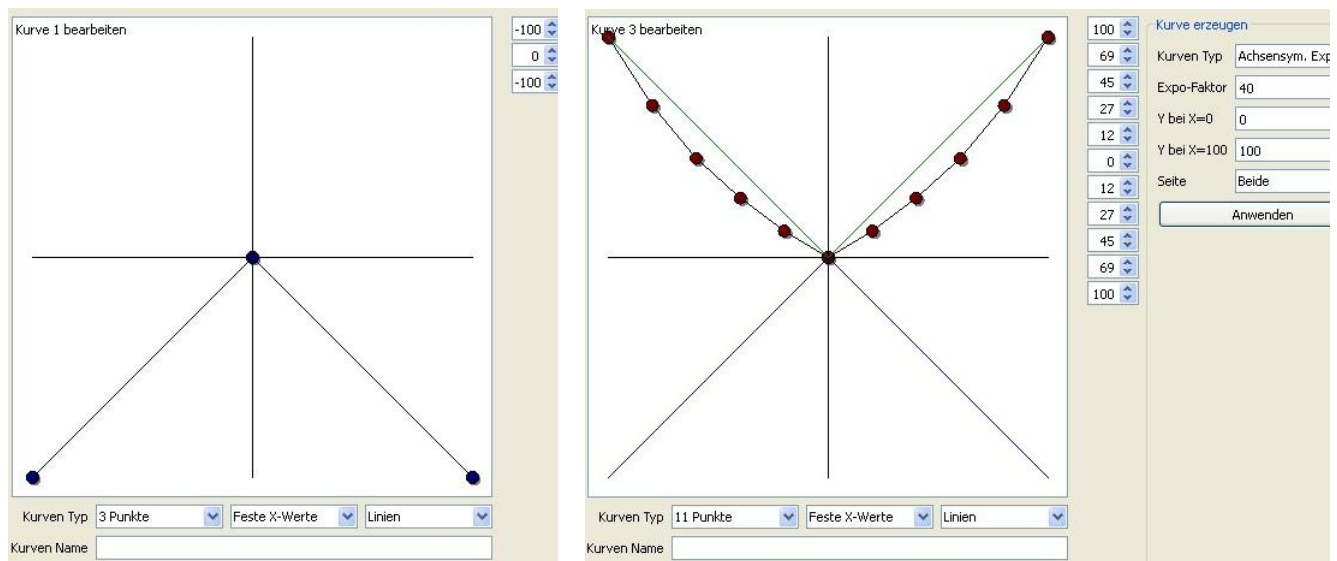 Kurve 1 bearbeiten
-100
0
-100
Kurven Typ 3 Punkte Feste X-Werte Linien
Kurven Name
Kurve 3 bearbeiten
100
69
45
27
12
0
12
27
45
69
100
Kurven Typ 11 Punkte Feste X-Werte Linien
Kurven Name
Kurve erzeugen
Kurven Typ Achsensym. Exp
Expo-Faktor 40
Y bei X=0 0
Y bei X=100 100
Seite Beide
Anwenden